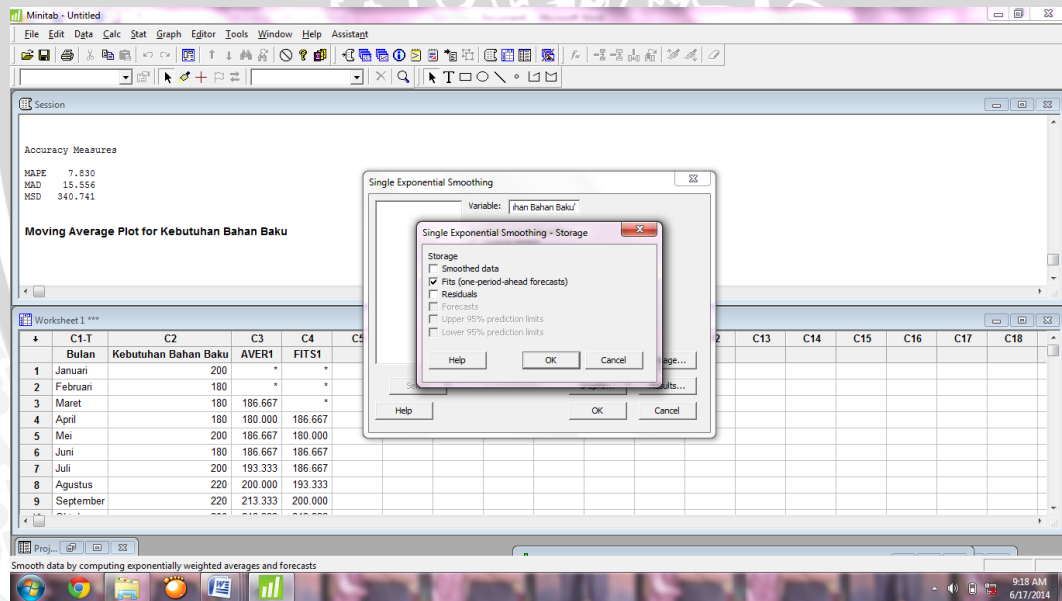 Minitab - Untitled
File Edit Data Calc Stat Graph Editor Tools Window Help Assistant
Session
Accuracy Measures
MAPE 7.830
MAD 15.556
MSD 340.741
Moving Average Plot for Kebutuhan Bahan Baku
Single Exponential Smoothing
Variable: ihan Bahan Baku'
Single Exponential Smoothing - Storage
Storage
Smoothed data
Fits (one-period-ahead forecasts)
Residuals
Forecasts
Upper 95% prediction limits
Lower 95% prediction limits
Help OK Cancel
Help OK Cancel
Worksheet 1 ***
C1-T C2 C3 C4 C13 C14 C15 C16 C17 C18
Bulan Kebutuhan Bahan Baku AVER1 FITS1
1 Januari 200 * *
2 Februari 180 * *
3 Maret 180 186.667 *
4 April 180 180.000 186.667
5 Mei 200 186.667 180.000
6 Juni 180 186.667 186.667
7 Juli 200 193.333 186.667
8 Agustus 220 200.000 193.333
9 September 220 213.333 200.000
Proj...
Smooth data by computing exponentially weighted averages and forecasts
9:18 AM
6/17/2014